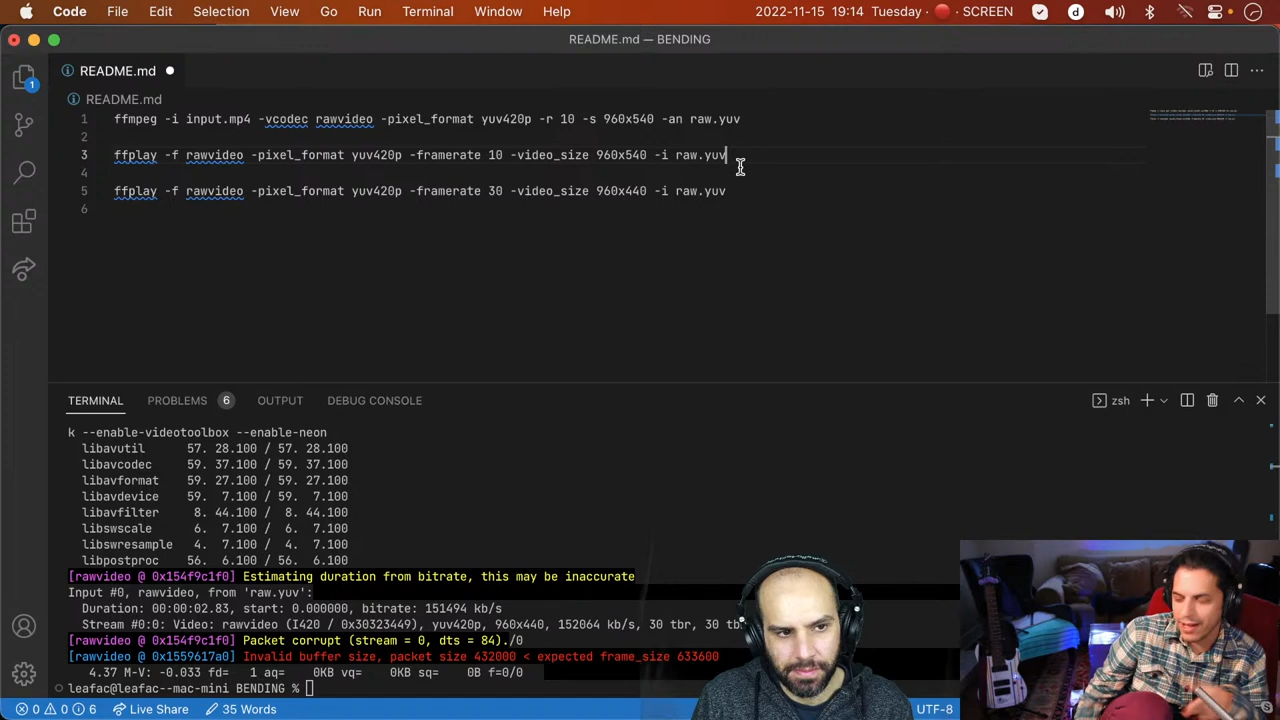 Code File Edit Selection View Go Run Terminal Window Help 2022-11-15 19:14 Tuesday · SCREEN d
README.md — BENDING
README.md
README.md
1
1 ffmpeg -i input.mp4 -vcodec rawvideo -pixel_format yuv420p -r 10 -s 960x540 -an raw.yuv
2
3 ffplay -f rawvideo -pixel_format yuv420p -framerate 10 -video_size 960x540 -i raw.yuv
4
5 ffplay -f rawvideo -pixel_format yuv420p -framerate 30 -video_size 960x440 -i raw.yuv
6
TERMINAL PROBLEMS 6 OUTPUT DEBUG CONSOLE zsh
k --enable-videotoolbox --enable-neon
libavutil 57. 28.100 / 57. 28.100
libavcodec 59. 37.100 / 59. 37.100
libavformat 59. 27.100 / 59. 27.100
libavdevice 59. 7.100 / 59. 7.100
libavfilter 8. 44.100 / 8. 44.100
libswscale 6. 7.100 / 6. 7.100
libswresample 4. 7.100 / 4. 7.100
libpostproc 56. 6.100 / 56. 6.100
[rawvideo @ 0x154f9c1f0] Estimating duration from bitrate, this may be inaccurate
Input #0, rawvideo, from 'raw.yuv':
Duration: 00:00:02.83, start: 0.000000, bitrate: 151494 kb/s
Stream #0:0: Video: rawvideo (I420 / 0x30323449), yuv420p, 960x440, 152064 kb/s, 30 tbr, 30 tb
[rawvideo @ 0x154f9c1f0] Packet corrupt (stream = 0, dts = 84)./0
[rawvideo @ 0x1559617a0] Invalid buffer size, packet size 432000 < expected frame_size 633600
4.37 M-V: -0.033 fd= 1 aq= 0KB vq= 0KB sq= 0B f=0/0
leafac@leafac--mac-mini BENDING %
0 0 6 Live Share 35 Words UTF-8